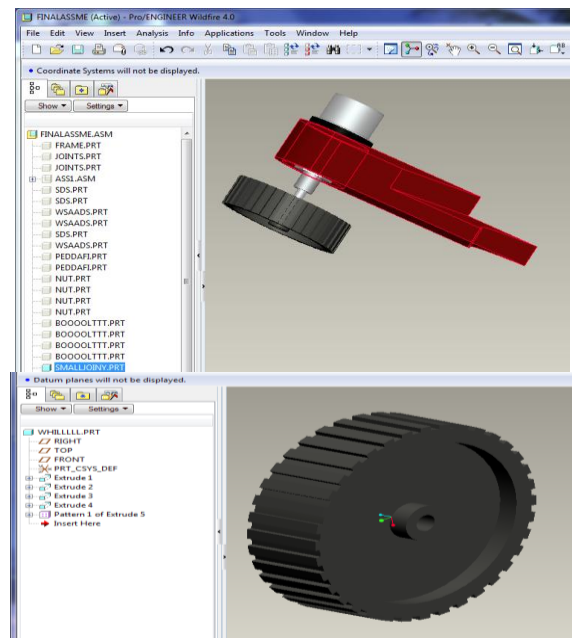 FINALASSME (Active) - Pro/ENGINEER Wildfire 4.0
File Edit View Insert Analysis Info Applications Tools Window Help
• Coordinate Systems will not be displayed.
Show Settings
FINALASSME.ASM
FRAME.PRT
JOINTS.PRT
JOINTS.PRT
ASS1.ASM
SDS.PRT
SDS.PRT
WSAADS.PRT
WSAADS.PRT
SDS.PRT
WSAADS.PRT
PEDDAFI.PRT
PEDDAFI.PRT
NUT.PRT
NUT.PRT
NUT.PRT
NUT.PRT
BOOOOLTTT.PRT
BOOOOLTTT.PRT
BOOOOLTTT.PRT
BOOOOLTTT.PRT
SMALLJOINY.PRT
• Datum planes will not be displayed.
Show Settings
WHILLLLL.PRT
RIGHT
TOP
FRONT
PRT_CSYS_DEF
Extrude 1
Extrude 2
Extrude 3
Extrude 4
Pattern 1 of Extrude 5
Insert Here